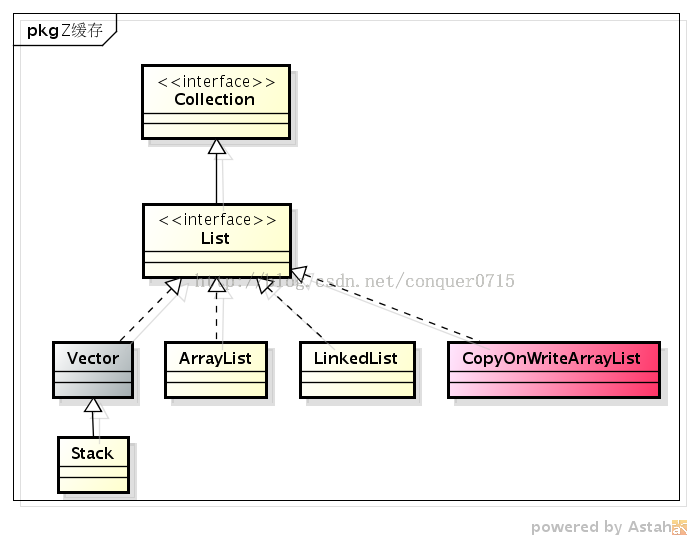 pkg Z缓存
<<interface>>
Collection
<<interface>>
List
http://blog/csdn.net/conquer0715
Vector
ArrayList
LinkedList
CopyOnWriteArrayList
Stack
powered by Astah